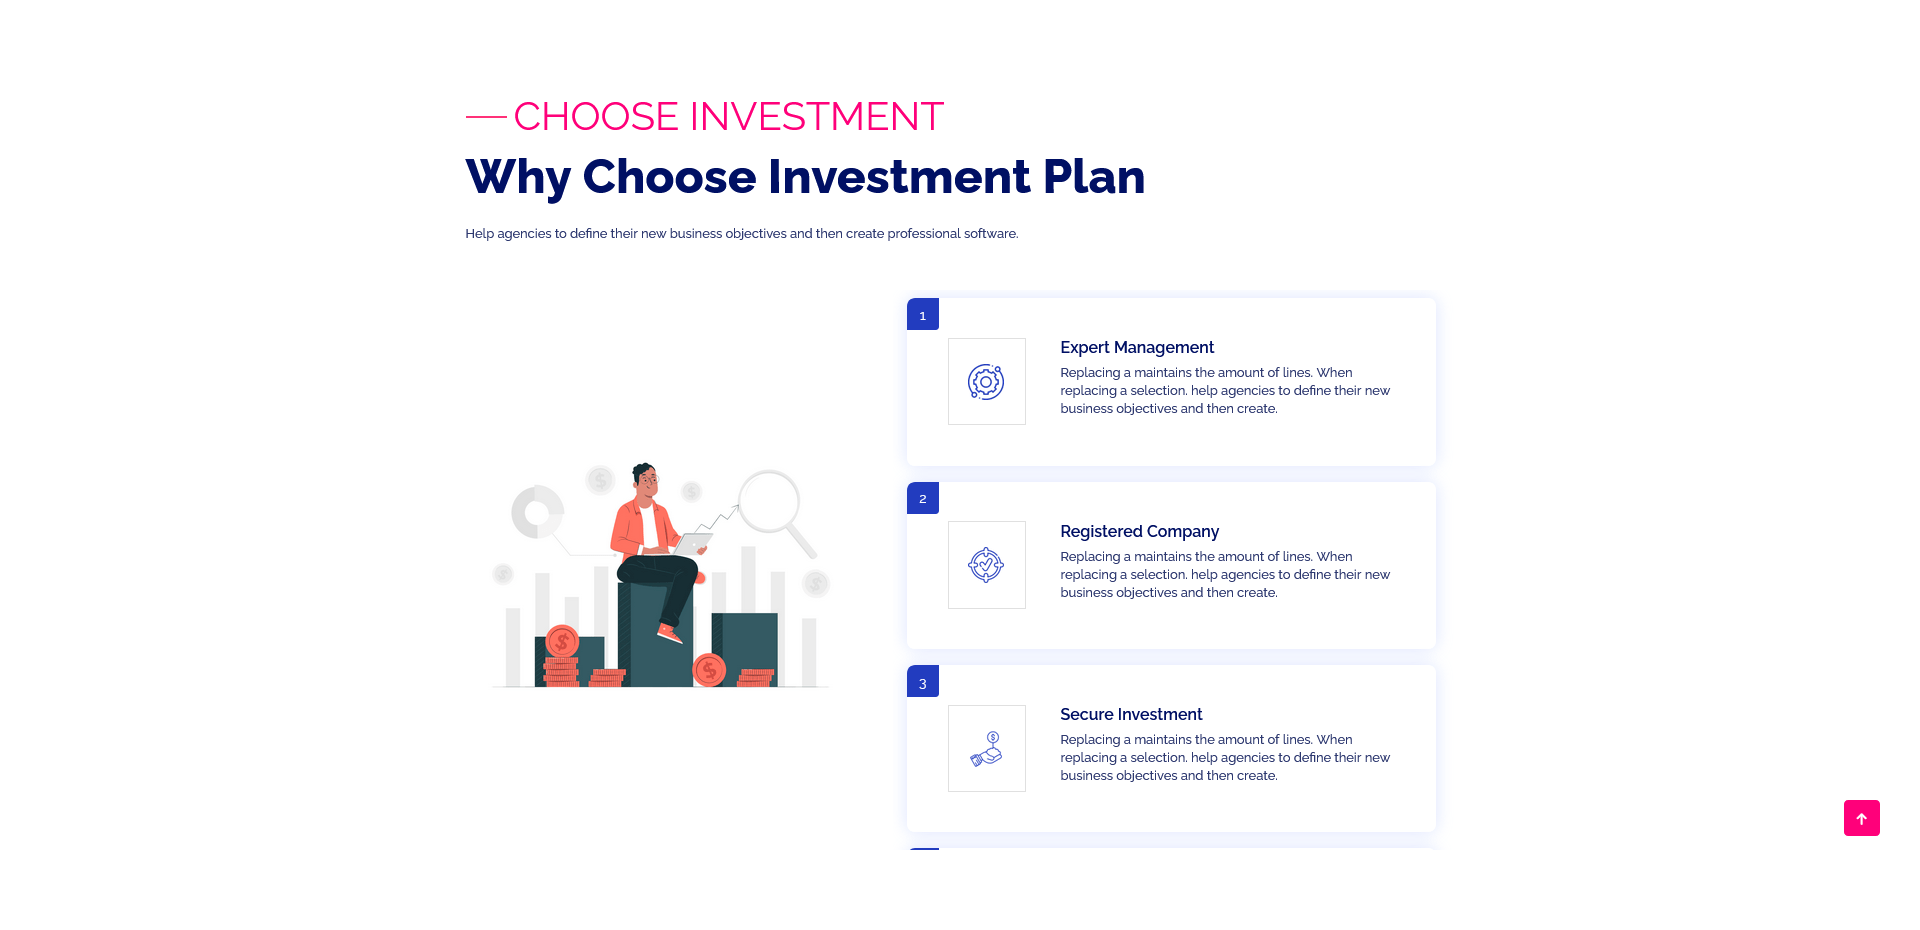 CHOOSE INVESTMENT
Why Choose Investment Plan
Help agencies to define their new business objectives and then create professional software.
1
Expert Management
Replacing a maintains the amount of lines. When
replacing a selection. help agencies to define their new
business objectives and then create.
2
Registered Company
Replacing a maintains the amount of lines. When
replacing a selection. help agencies to define their new
business objectives and then create.
3
Secure Investment
Replacing a maintains the amount of lines. When
replacing a selection. help agencies to define their new
business objectives and then create.